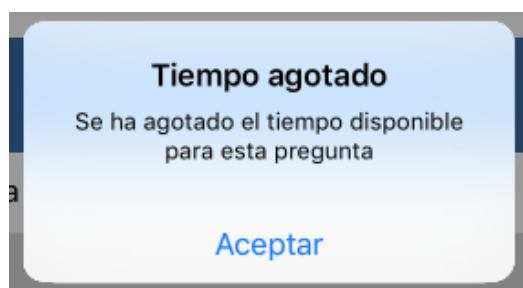 Tiempo agotado
Se ha agotado el tiempo disponible
para esta pregunta
a
Aceptar